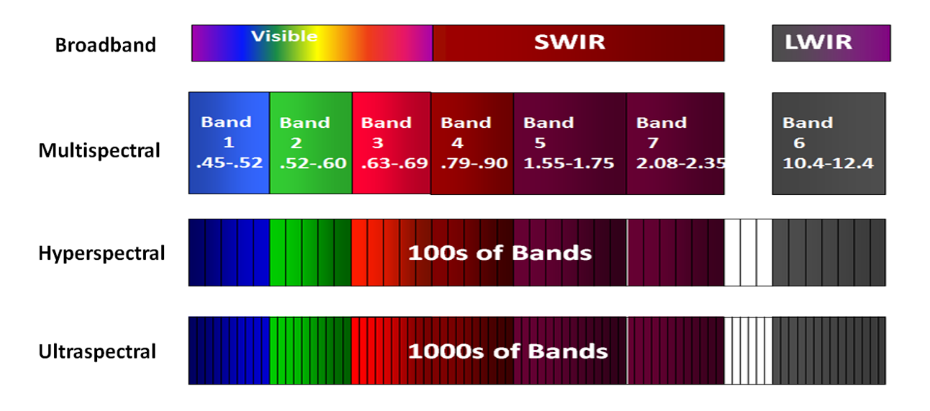 Broadband
Visible
SWIR
LWIR
Multispectral
Band
1
.45-.52
Band
2
.52-.60
Band
3
.63-.69
Band
4
.79-.90
Band
5
1.55-1.75
Band
7
2.08-2.35
Band
6
10.4-12.4
Hyperspectral
100s of Bands
Ultraspectral
1000s of Bands